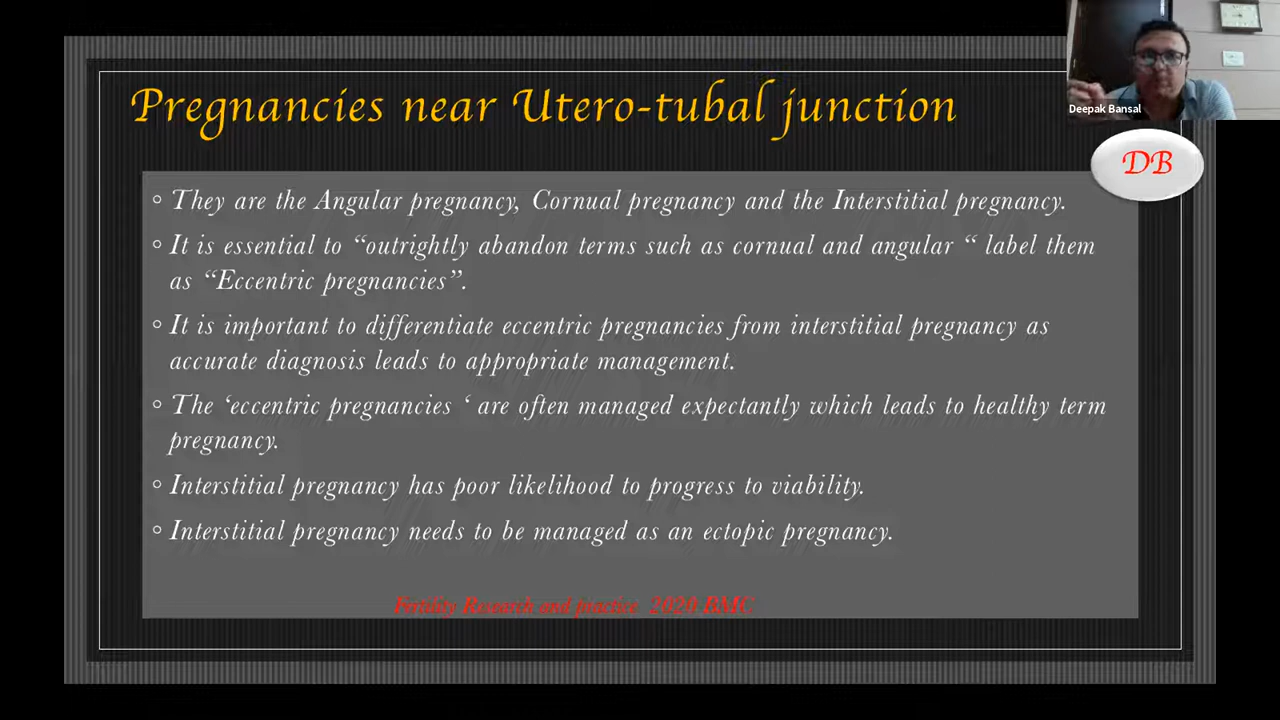 Pregnancies near Utero-tubal junction
Deepak Bansal
DB
They are the Angular pregnancy, Cornual pregnancy and the Interstitial pregnancy.
It is essential to “outrightly abandon terms such as cornual and angular “ label them
as “Eccentric pregnancies”.
It is important to differentiate eccentric pregnancies from interstitial pregnancy as
accurate diagnosis leads to appropriate management.
The ‘eccentric pregnancies ‘ are often managed expectantly which leads to healthy term
pregnancy.
Interstitial pregnancy has poor likelihood to progress to viability.
Interstitial pregnancy needs to be managed as an ectopic pregnancy.
Fertility Research and practice 2020 BMC